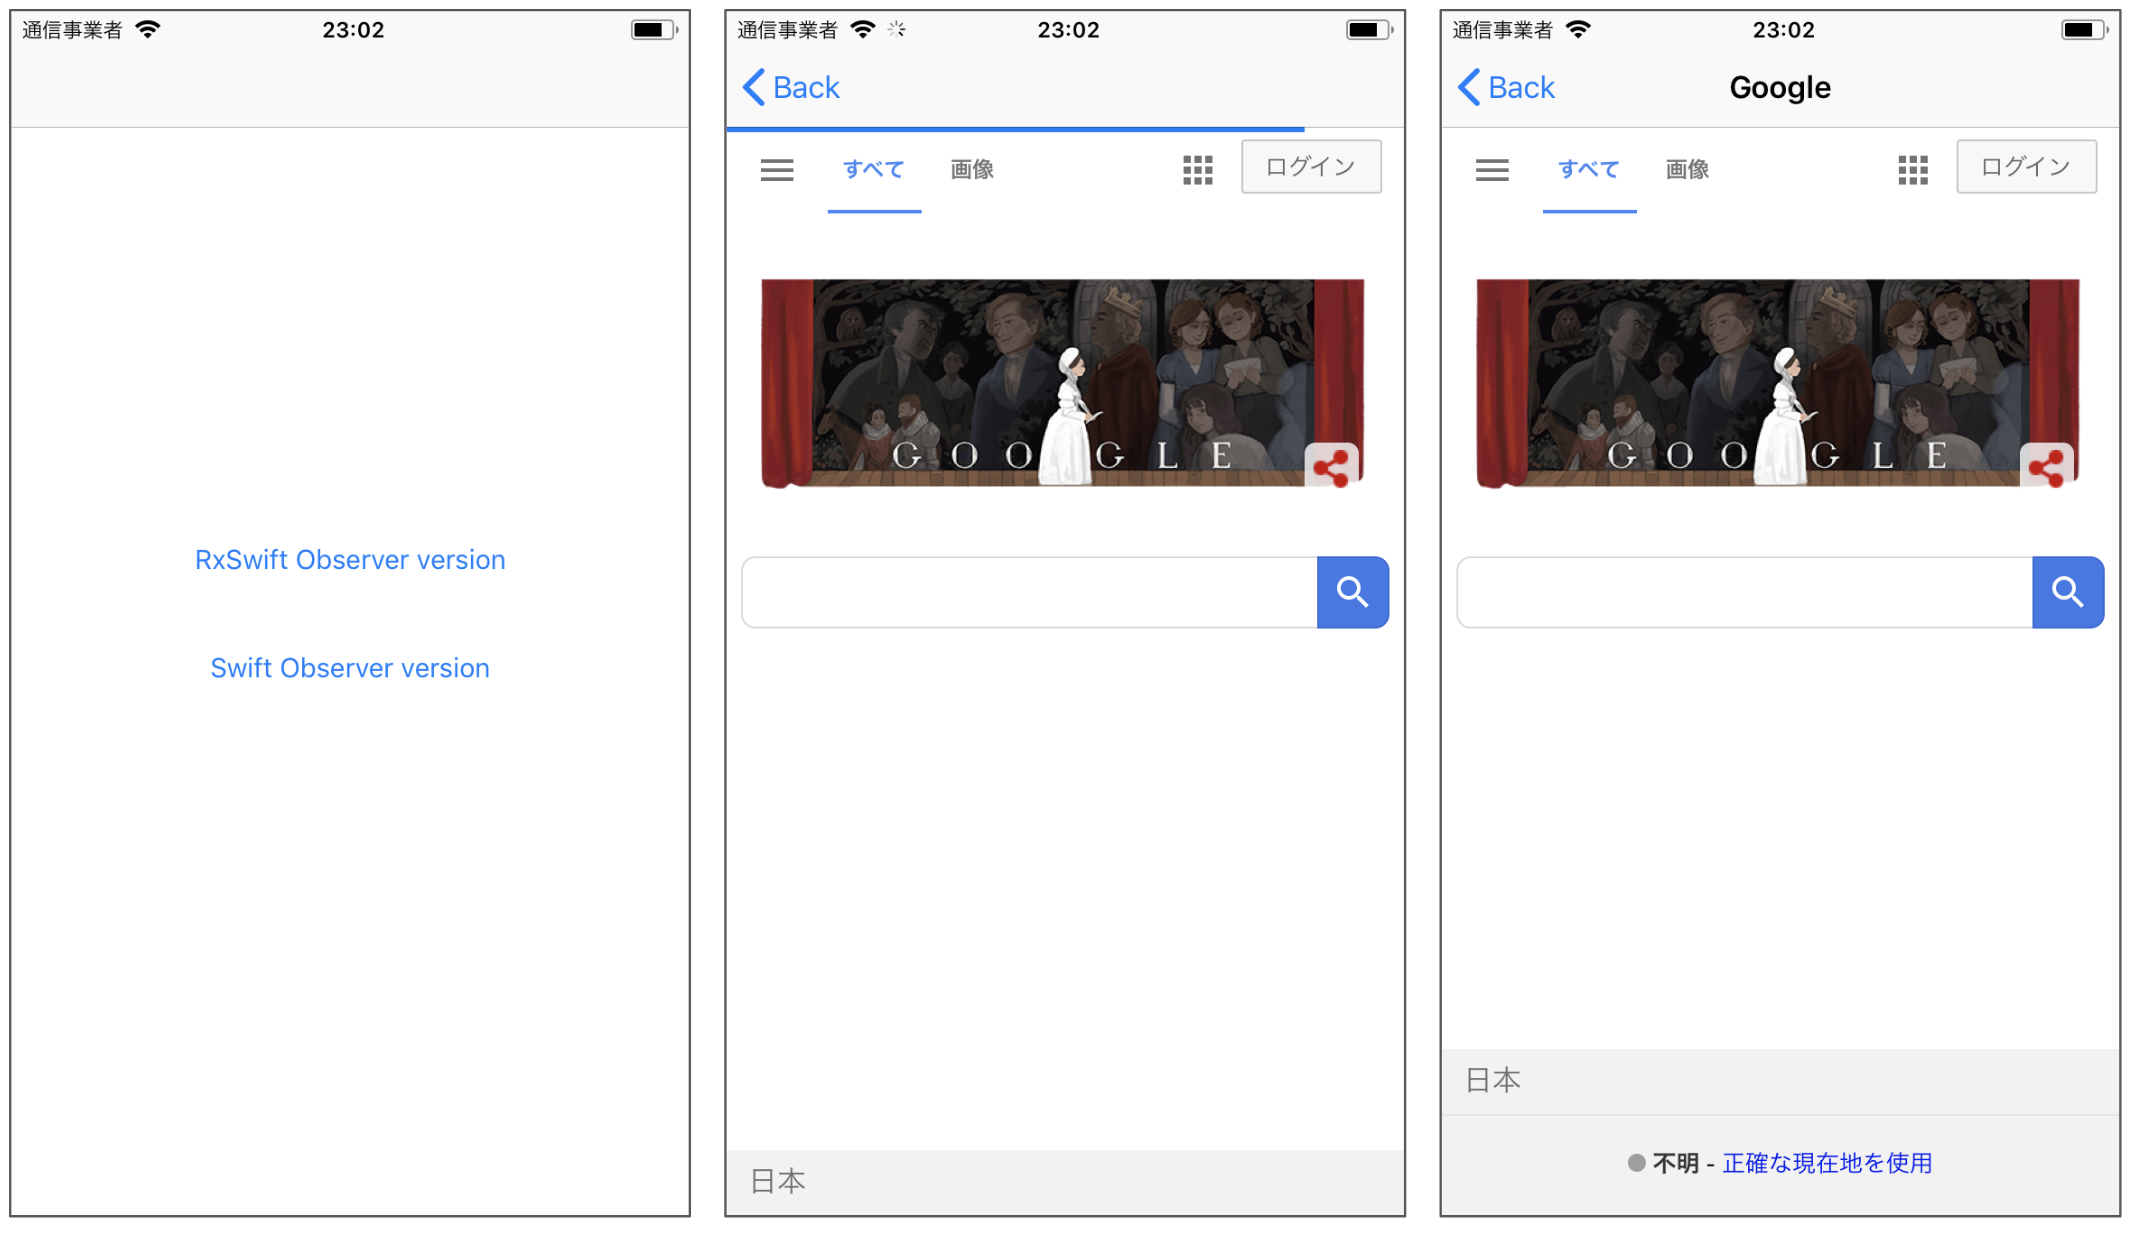 通信事業者 23:02
RxSwift Observer version
Swift Observer version
通信事業者 23:02
Back
すべて 画像 ログイン
GOOGLE
日本
通信事業者 23:02
Back Google
すべて 画像 ログイン
GOOGLE
日本
不明 - 正確な現在地を使用